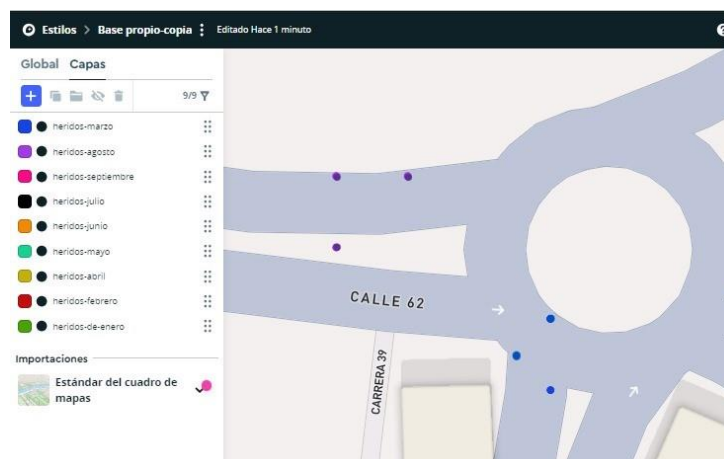 Estilos > Base propio-copia Editado Hace 1 minuto
Global Capas
9/9
heridos-marzo
heridos-agosto
heridos-septiembre
heridos-julio
heridos-junio
heridos-mayo
heridos-abril
heridos-febrero
heridos-de-enero
Importaciones
Estándar del cuadro de
mapas
CALLE 62
CARRERA 39